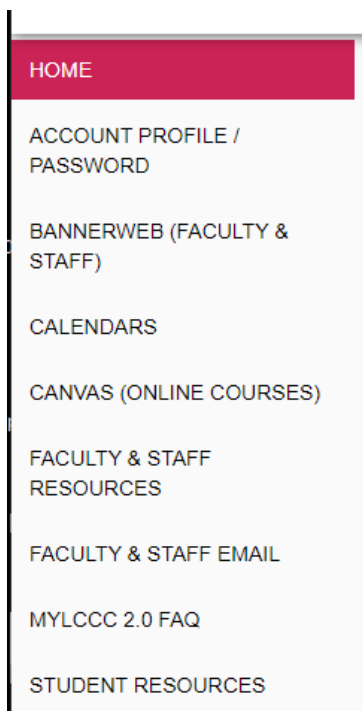 HOME
ACCOUNT PROFILE /
PASSWORD
BANNERWEB (FACULTY &
STAFF)
CALENDARS
CANVAS (ONLINE COURSES)
FACULTY & STAFF
RESOURCES
FACULTY & STAFF EMAIL
MYLCCC 2.0 FAQ
STUDENT RESOURCES